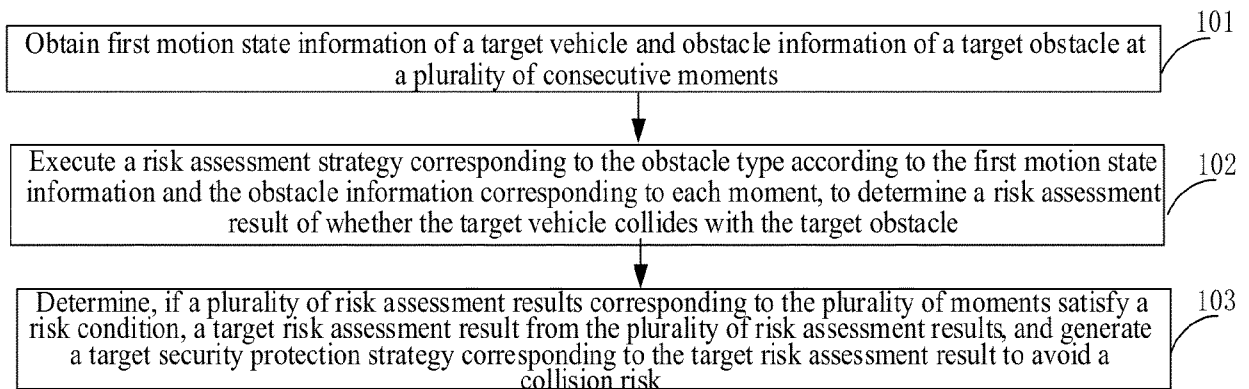 101
Obtain first motion state information of a target vehicle and obstacle information of a target obstacle at
a plurality of consecutive moments
Execute a risk assessment strategy corresponding to the obstacle type according to the first motion state
information and the obstacle information corresponding to each moment, to determine a risk assessment
result of whether the target vehicle collides with the target obstacle
102
Determine, if a plurality of risk assessment results corresponding to the plurality of moments satisfy a
risk condition, a target risk assessment result from the plurality of risk assessment results, and generate
a target security protection strategy corresponding to the target risk assessment result to avoid a
collision risk
103